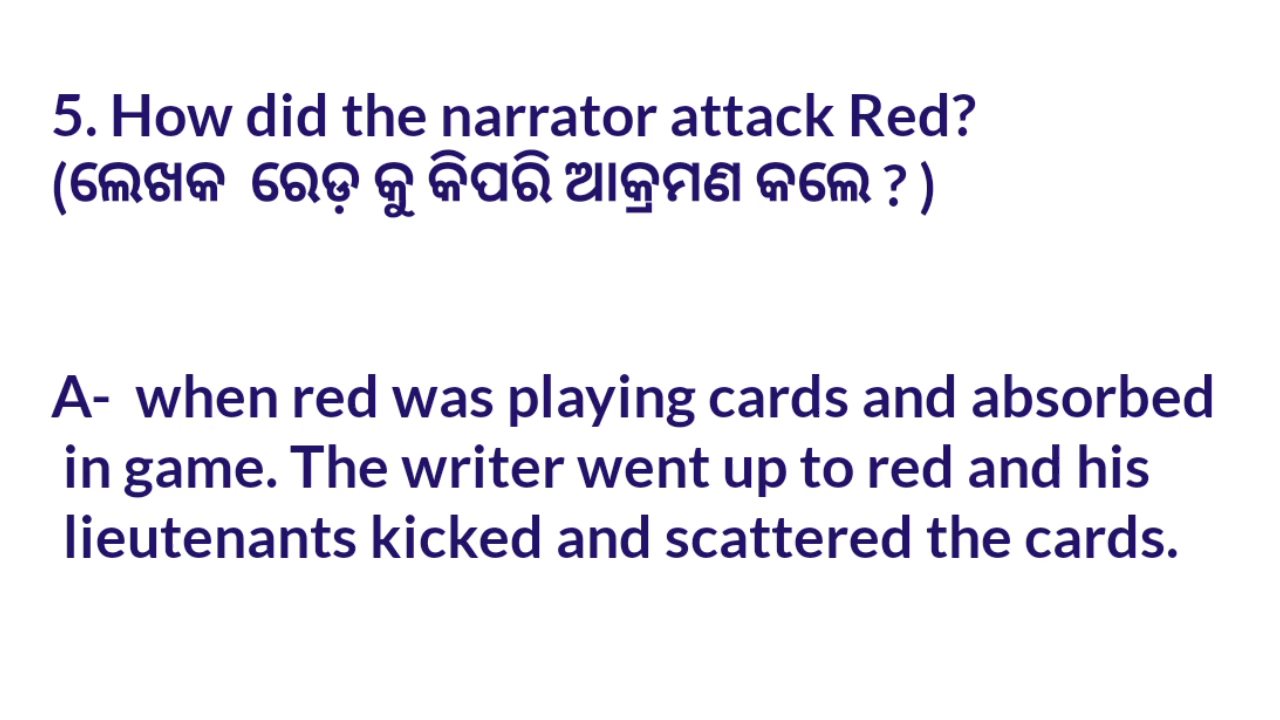 5. How did the narrator attack Red?
(ଲେଖକ ରେଡ଼ କୁ କିପରି ଆକ୍ରମଣ କଲେ ? )
A- when red was playing cards and absorbed
in game. The writer went up to red and his
lieutenants kicked and scattered the cards.